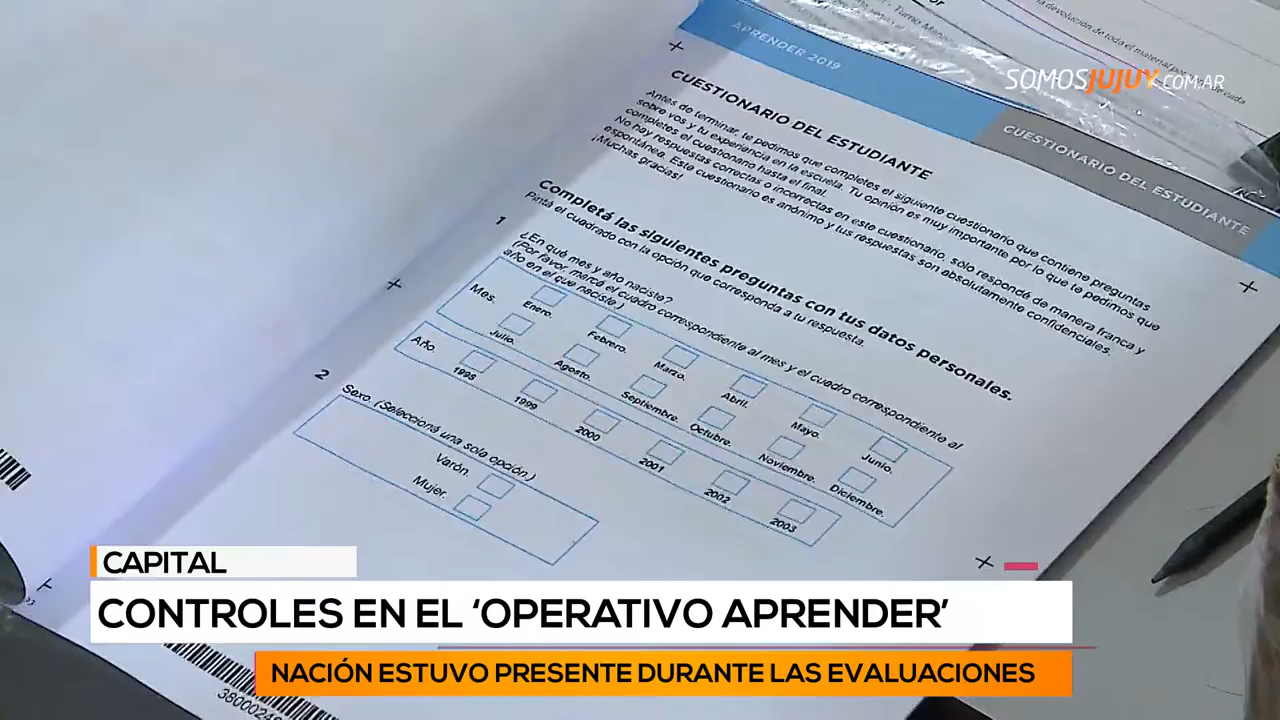 la devolución de toda el material por
SOMOSJUJUY.COM.AR
APRENDER 2019
CUESTIONARIO DEL ESTUDIANTE
CUESTIONARIO DEL ESTUDIANTE
Antes de terminar, te pedimos que completes el siguiente cuestionario que contiene preguntas
sobre vos y tu experiencia en la escuela. Tu opinión es muy importante por lo que te pedimos que
completes el cuestionario hasta el final.
No hay respuestas correctas o incorrectas en este cuestionario, sólo respondé de manera franca y
espontánea. Este cuestionario es anónimo y tus respuestas son absolutamente confidenciales.
¡Muchas gracias!
Completá las siguientes preguntas con tus datos personales.
Pintá el cuadrado con la opción que corresponda a tu respuesta.
1
¿En qué mes y año naciste?
(Por favor, marcá el cuadro correspondiente al mes y el cuadro correspondiente al
año en el que naciste.)
Mes.
Enero. Febrero. Marzo. Abril. Mayo. Junio.
Julio. Agosto. Septiembre. Octubre. Noviembre. Diciembre.
Año.
1998 1999 2000 2001 2002 2003
2
Sexo. (Seleccioná una sola opción.)
Varón.
Mujer.
CAPITAL
CONTROLES EN EL ‘OPERATIVO APRENDER’
NACIÓN ESTUVO PRESENTE DURANTE LAS EVALUACIONES